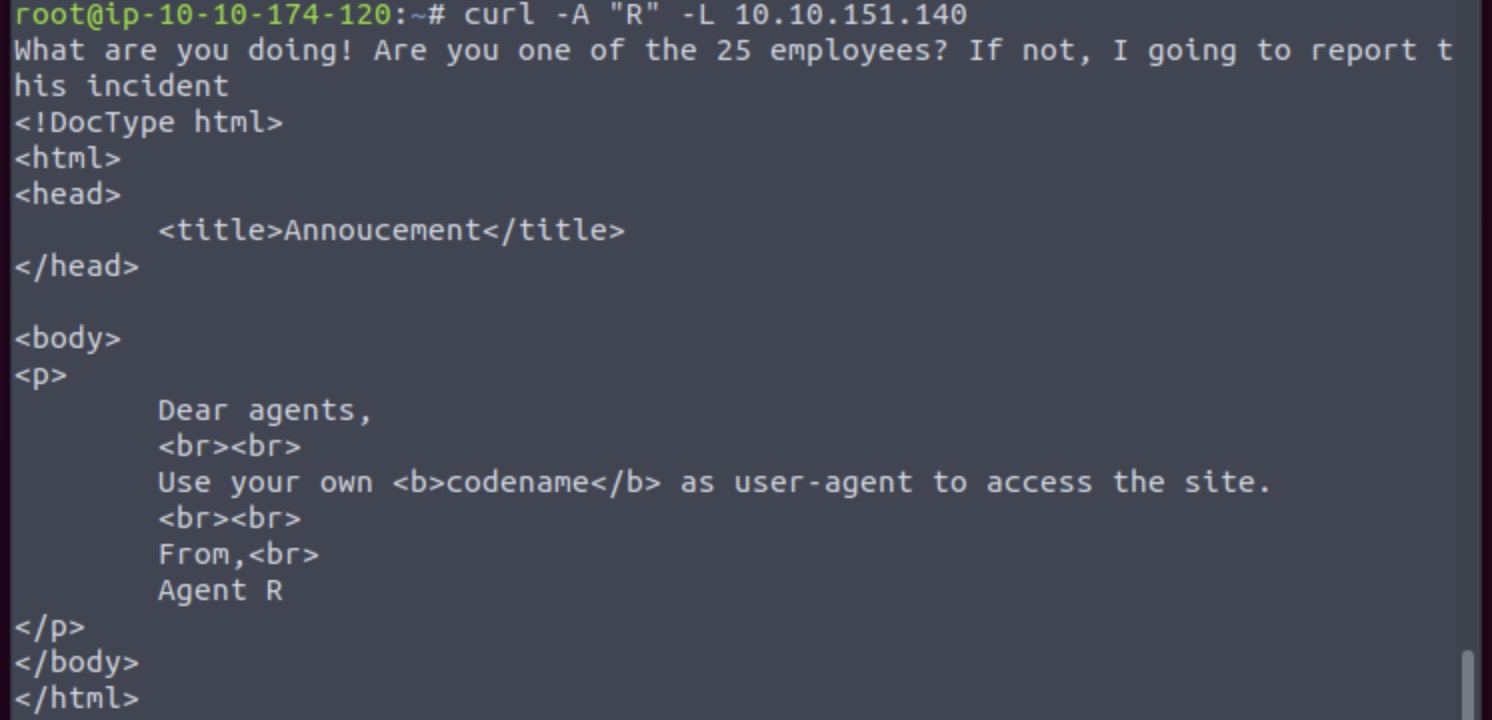 root@ip-10-10-174-120:~# curl -A "R" -L 10.10.151.140
What are you doing! Are you one of the 25 employees? If not, I going to report t
his incident
<!DocType html>
<html>
<head>
        <title>Annoucement</title>
</head>

<body>
<p>
        Dear agents,
        <br><br>
        Use your own <b>codename</b> as user-agent to access the site.
        <br><br>
        From,<br>
        Agent R
</p>
</body>
</html>